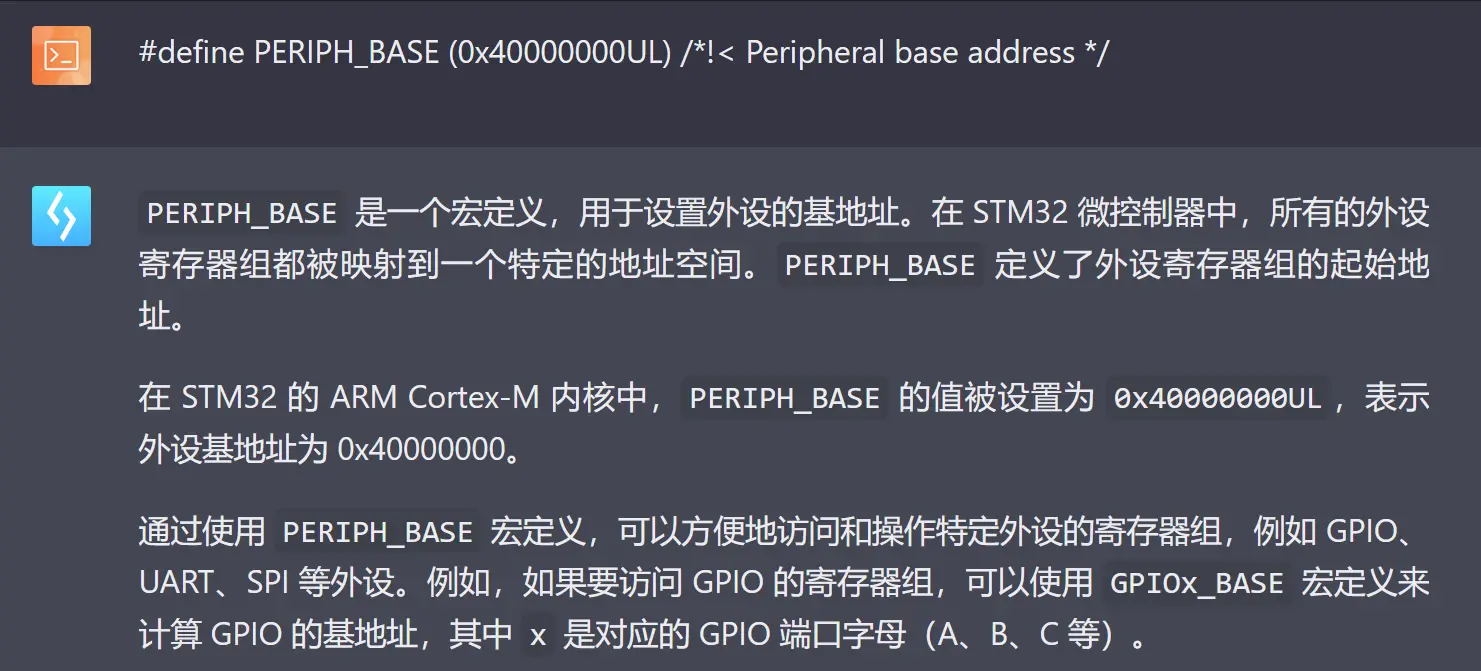 #define PERIPH_BASE (0x40000000UL) /*!< Peripheral base address */
PERIPH_BASE 是一个宏定义，用于设置外设的基地址。在 STM32 微控制器中，所有的外设
寄存器组都被映射到一个特定的地址空间。 PERIPH_BASE 定义了外设寄存器组的起始地
址。
在 STM32 的 ARM Cortex-M 内核中， PERIPH_BASE 的值被设置为 0x40000000UL ，表示
外设基地址为 0x40000000。
通过使用 PERIPH_BASE 宏定义，可以方便地访问和操作特定外设的寄存器组，例如 GPIO、
UART、SPI 等外设。例如，如果要访问 GPIO 的寄存器组，可以使用 GPIOx_BASE 宏定义来
计算 GPIO 的基地址，其中 x 是对应的 GPIO 端口字母（A、B、C 等）。